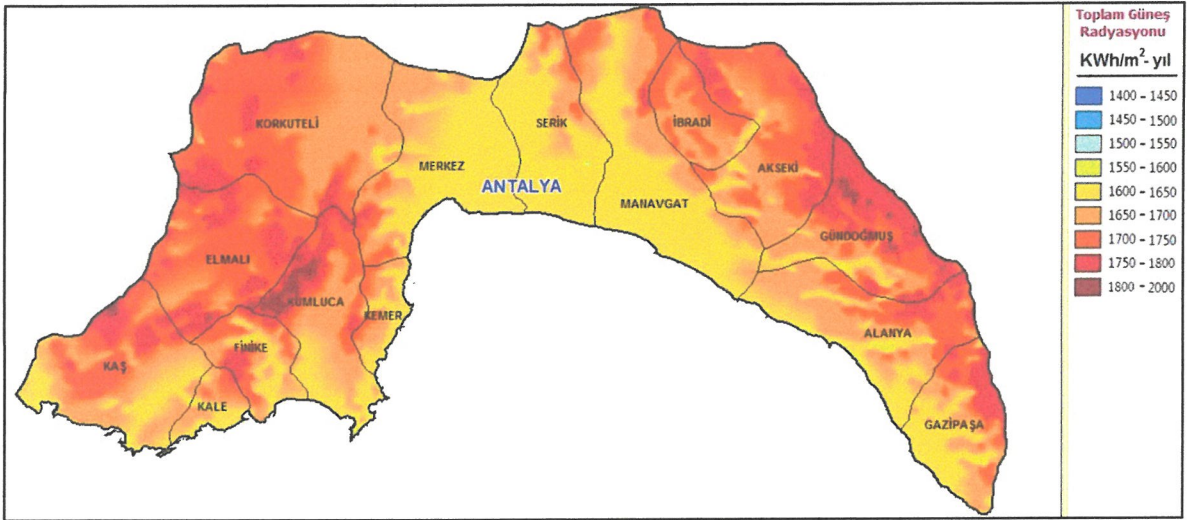 Toplam Güneş
Radyasyonu
KWh/m²- yıl
1400 - 1450
1450 - 1500
1500 - 1550
1550 - 1600
1600 - 1650
1650 - 1700
1700 - 1750
1750 - 1800
1800 - 2000
KORKUTELİ
SERİK
İBRADİ
MERKEZ
AKSEKİ
ANTALYA
MANAVGAT
GÜNDOĞMUŞ
ELMALI
KUMLUCA
KEMER
ALANYA
FİNİKE
KAŞ
KALE
GAZİPAŞA